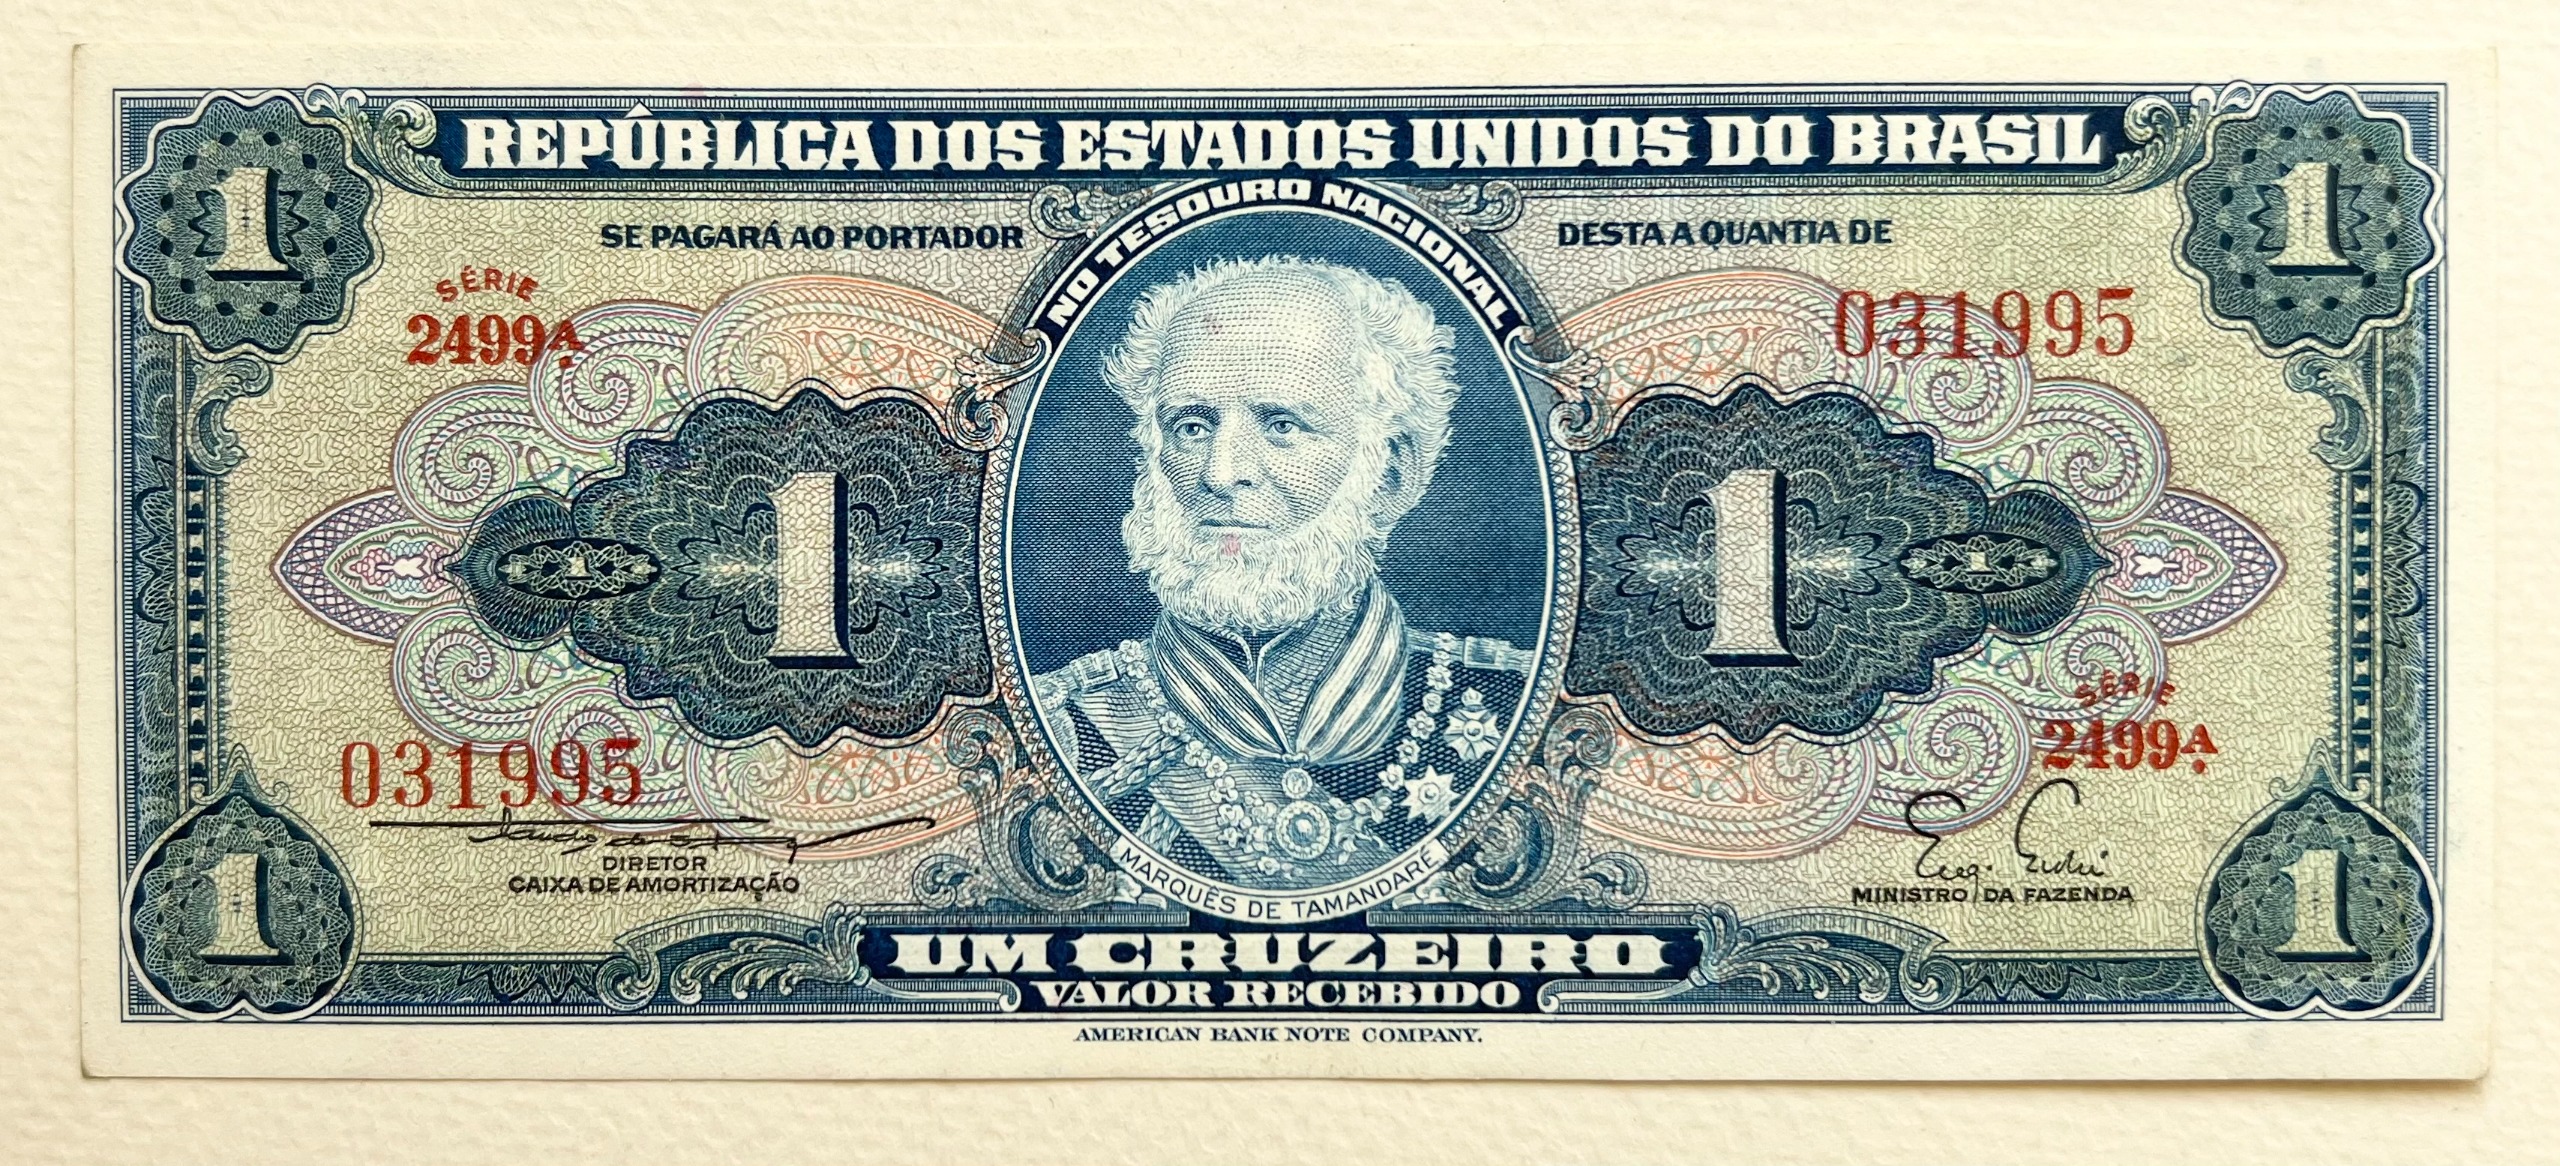 1
1
REPÚBLICA DOS ESTADOS UNIDOS DO BRASIL
NO TESOURO NACIONAL
SE PAGARÁ AO PORTADOR
DESTA A QUANTIA DE
SÉRIE
2499A
031995
1
1
1
1
SÉRIE
2499A
031995
DIRETOR
CAIXA DE AMORTIZAÇÃO
MARQUÊS DE TAMANDARÉ
MINISTRO DA FAZENDA
1
1
UM CRUZEIRO
VALOR RECEBIDO
AMERICAN BANK NOTE COMPANY.